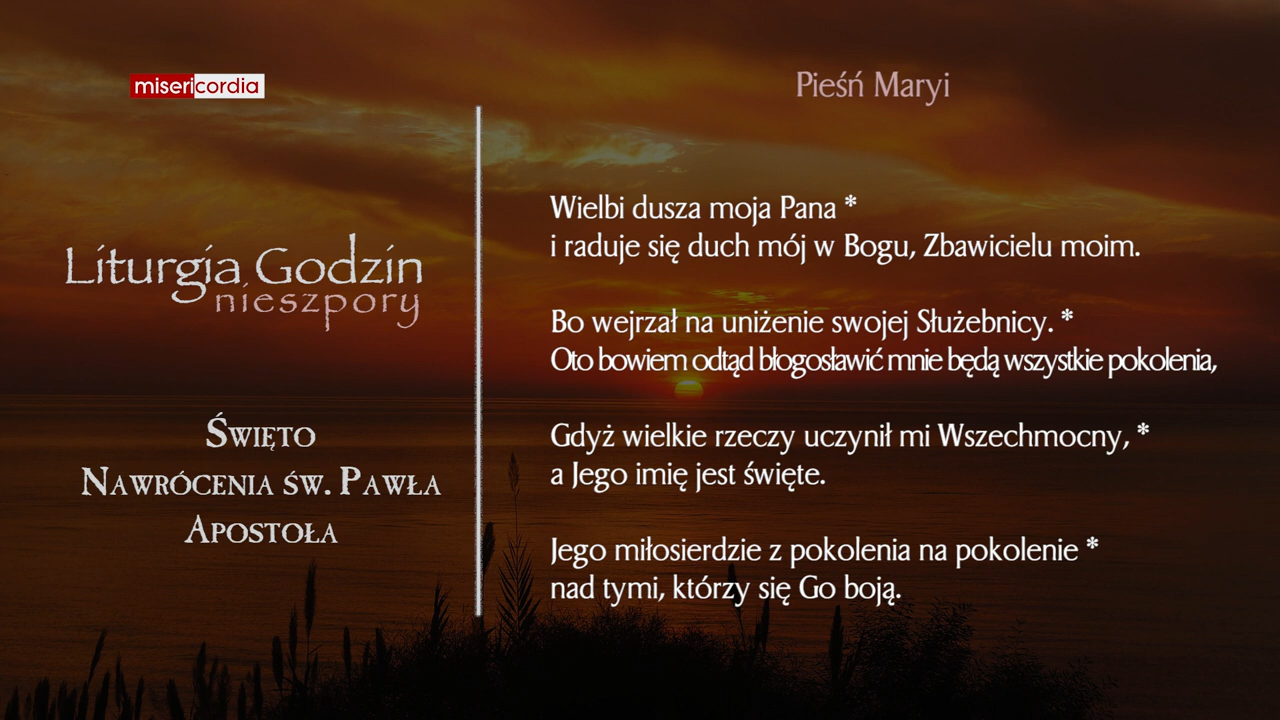 misericordia
Liturgia Godzin
nieszpory
Święto
Nawrócenia św. Pawła
Apostoła
Pieśń Maryi
Wielbi dusza moja Pana *
i raduje się duch mój w Bogu, Zbawicielu moim.
Bo wejrzał na uniżenie swojej Służebnicy. *
Oto bowiem odtąd błogosławić mnie będą wszystkie pokolenia,
Gdyż wielkie rzeczy uczynił mi Wszechmocny, *
a Jego imię jest święte.
Jego miłosierdzie z pokolenia na pokolenie *
nad tymi, którzy się Go boją.